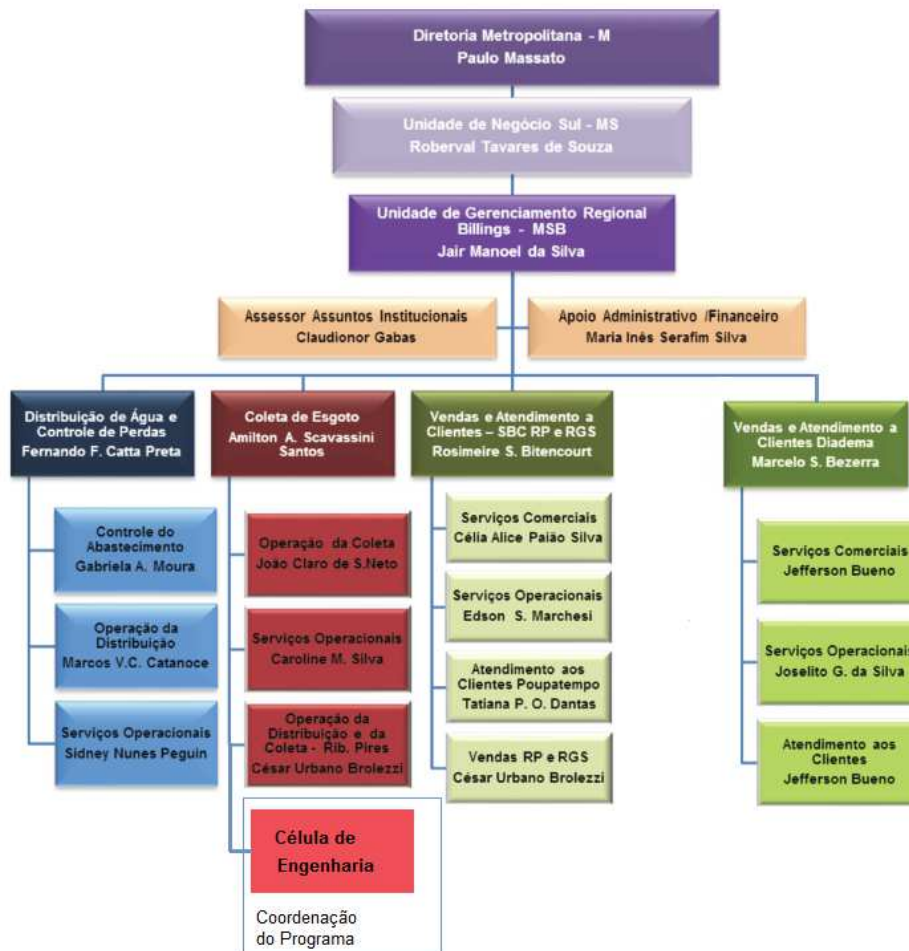 Diretoria Metropolitana - M
Paulo Massato
Unidade de Negócio Sul - MS
Roberval Tavares de Souza
Unidade de Gerenciamento Regional
Billings - MSB
Jair Manoel da Silva
Assessor Assuntos Institucionais
Claudionor Gabas
Apoio Administrativo /Financeiro
Maria Inês Serafim Silva
Distribuição de Água e
Controle de Perdas
Fernando F. Catta Preta
Controle do
Abastecimento
Gabriela A. Moura
Operação da
Distribuição
Marcos V.C. Catanoce
Serviços Operacionais
Sidney Nunes Peguin
Coleta de Esgoto
Amilton A. Scavassini
Santos
Operação da Coleta
João Claro de S.Neto
Serviços Operacionais
Caroline M. Silva
Operação da
Distribuição e da
Coleta - Rib. Pires
César Urbano Brolezzi
Célula de
Engenharia
Coordenação
do Programa
Vendas e Atendimento a
Clientes – SBC RP e RGS
Rosimeire S. Bitencourt
Serviços Comerciais
Célia Alice Paião Silva
Serviços Operacionais
Edson S. Marchesi
Atendimento aos
Clientes Poupatempo
Tatiana P. O. Dantas
Vendas RP e RGS
César Urbano Brolezzi
Vendas e Atendimento a
Clientes Diadema
Marcelo S. Bezerra
Serviços Comerciais
Jefferson Bueno
Serviços Operacionais
Joselito G. da Silva
Atendimento aos
Clientes
Jefferson Bueno